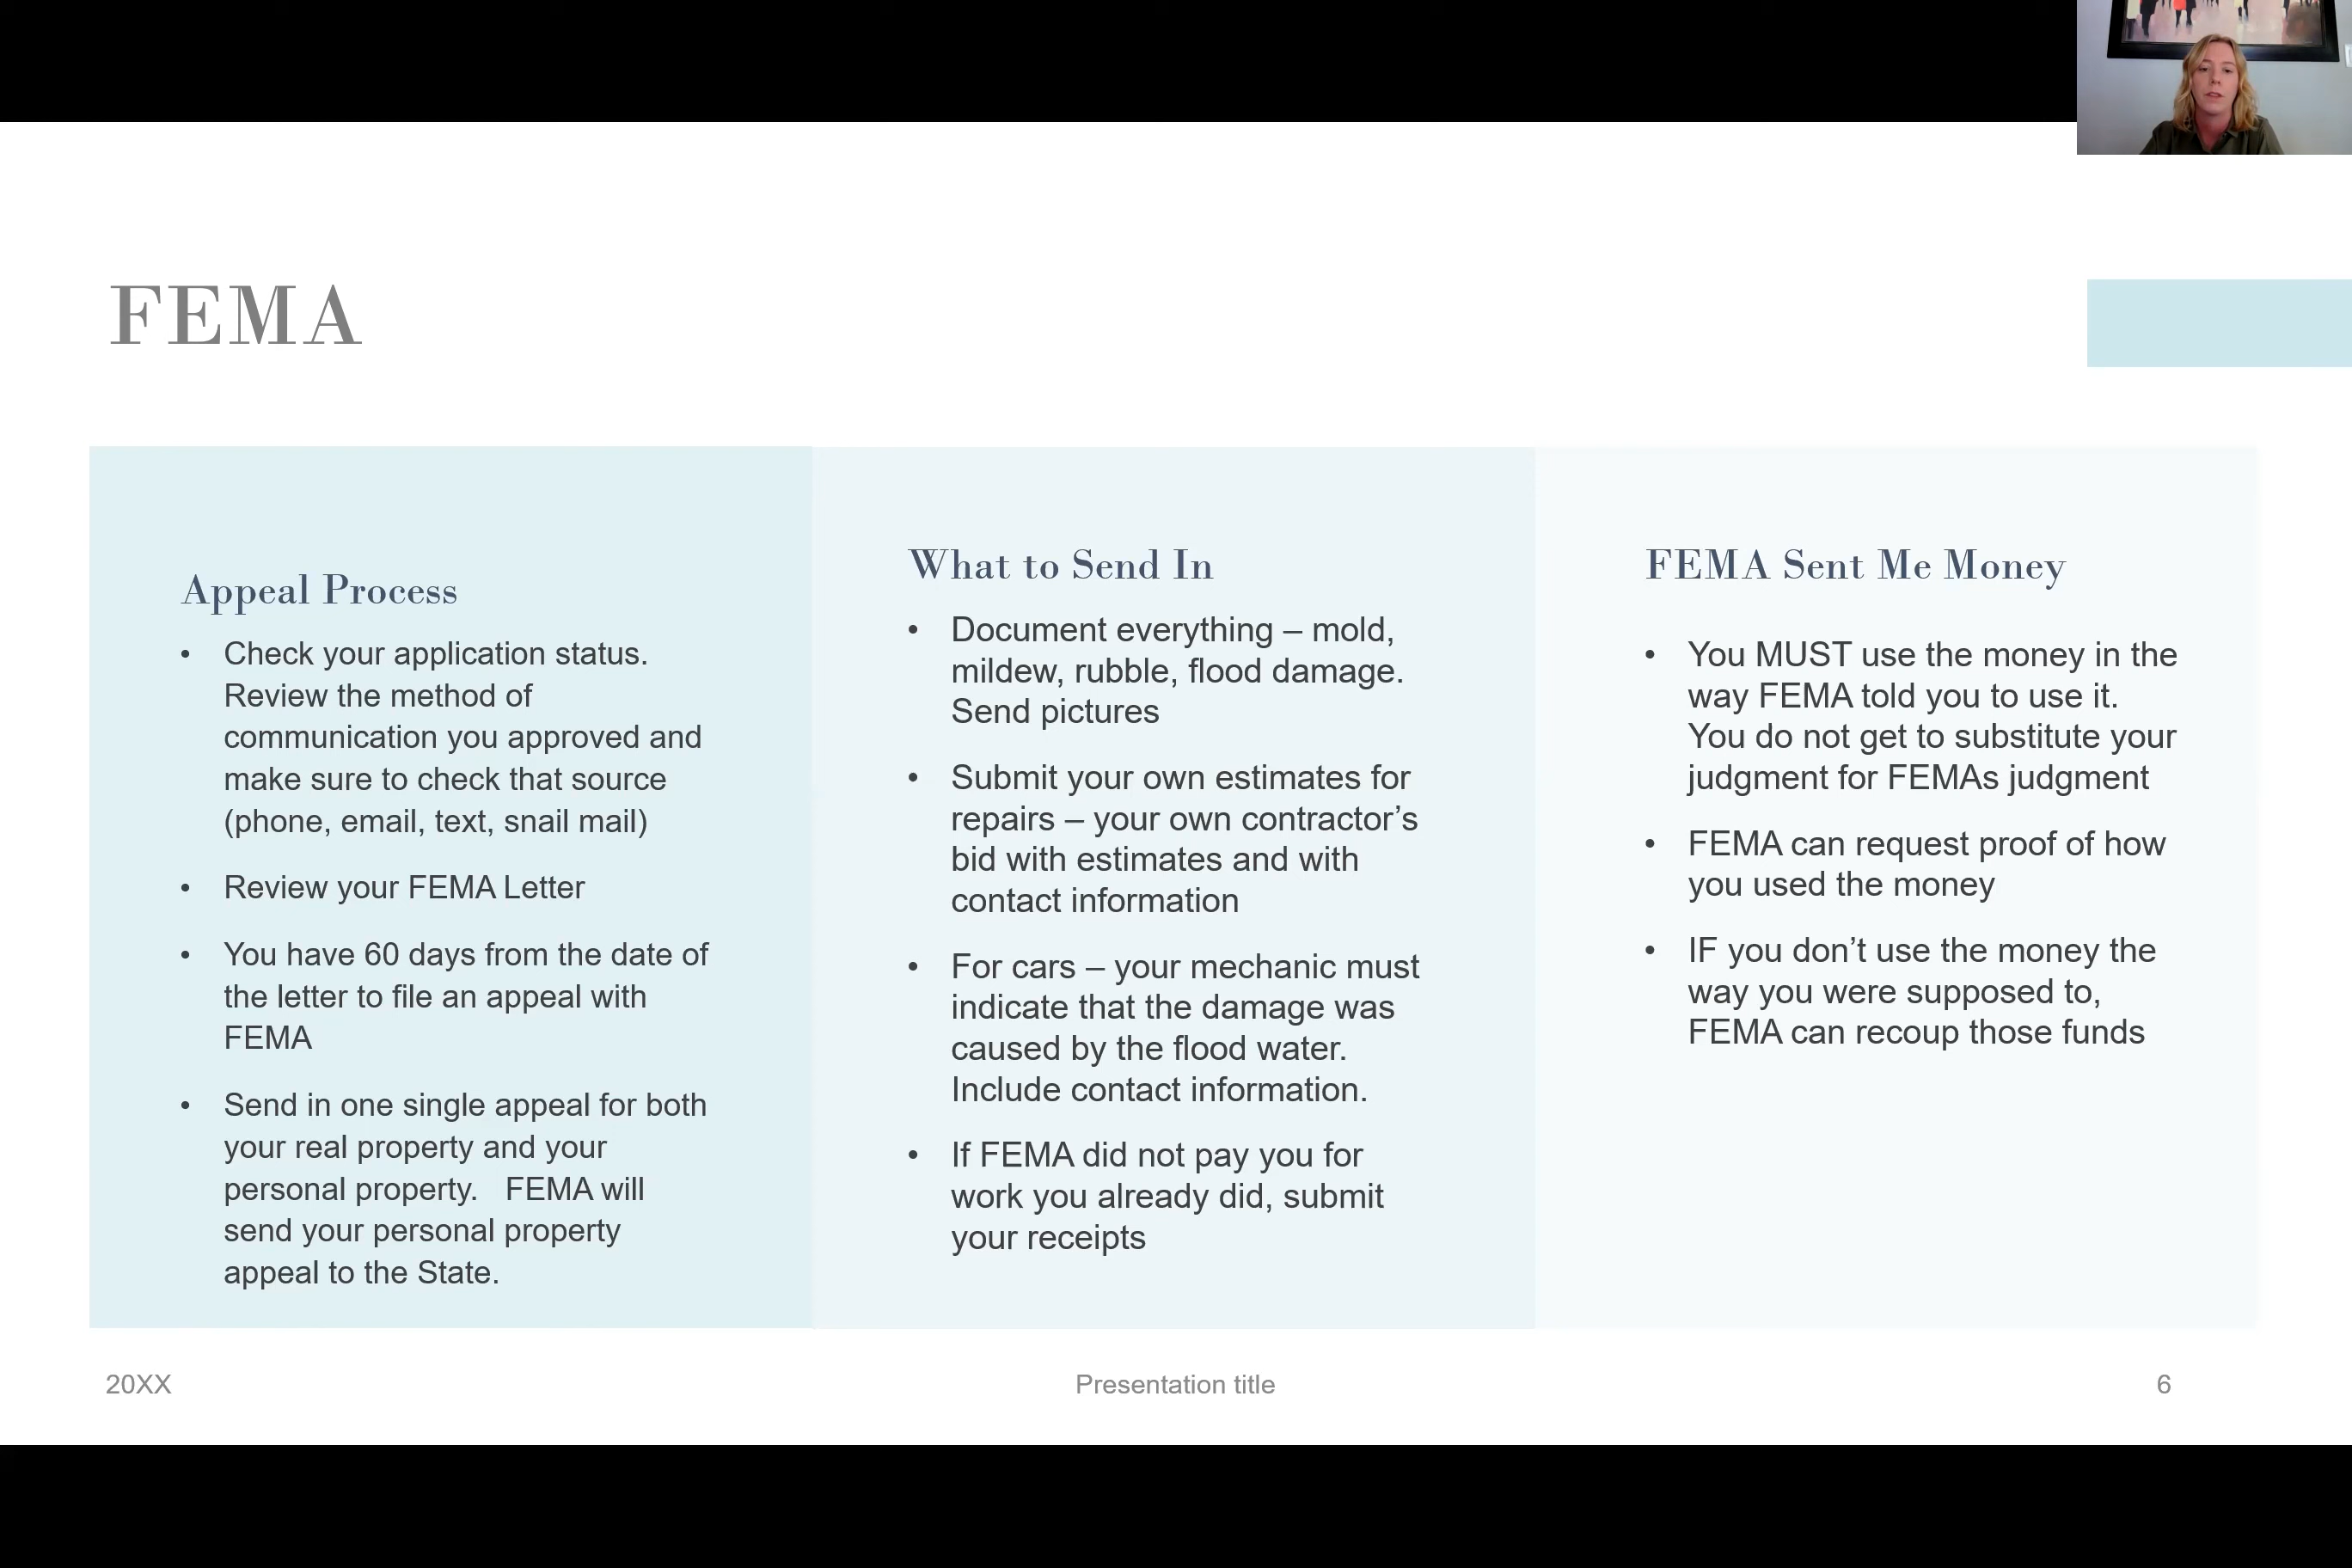 FEMA
Appeal Process
• Check your application status.
Review the method of
communication you approved and
make sure to check that source
(phone, email, text, snail mail)
• Review your FEMA Letter
• You have 60 days from the date of
the letter to file an appeal with
FEMA
• Send in one single appeal for both
your real property and your
personal property.   FEMA will
send your personal property
appeal to the State.
What to Send In
• Document everything – mold,
mildew, rubble, flood damage.
Send pictures
• Submit your own estimates for
repairs – your own contractor’s
bid with estimates and with
contact information
• For cars – your mechanic must
indicate that the damage was
caused by the flood water.
Include contact information.
• If FEMA did not pay you for
work you already did, submit
your receipts
FEMA Sent Me Money
• You MUST use the money in the
way FEMA told you to use it.
You do not get to substitute your
judgment for FEMAs judgment
• FEMA can request proof of how
you used the money
• IF you don’t use the money the
way you were supposed to,
FEMA can recoup those funds
20XX
Presentation title
6